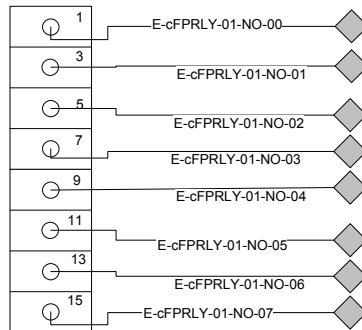 1 E-cFPRLY-01-NO-00
3 E-cFPRLY-01-NO-01
5 E-cFPRLY-01-NO-02
7 E-cFPRLY-01-NO-03
9 E-cFPRLY-01-NO-04
11 E-cFPRLY-01-NO-05
13 E-cFPRLY-01-NO-06
15 E-cFPRLY-01-NO-07